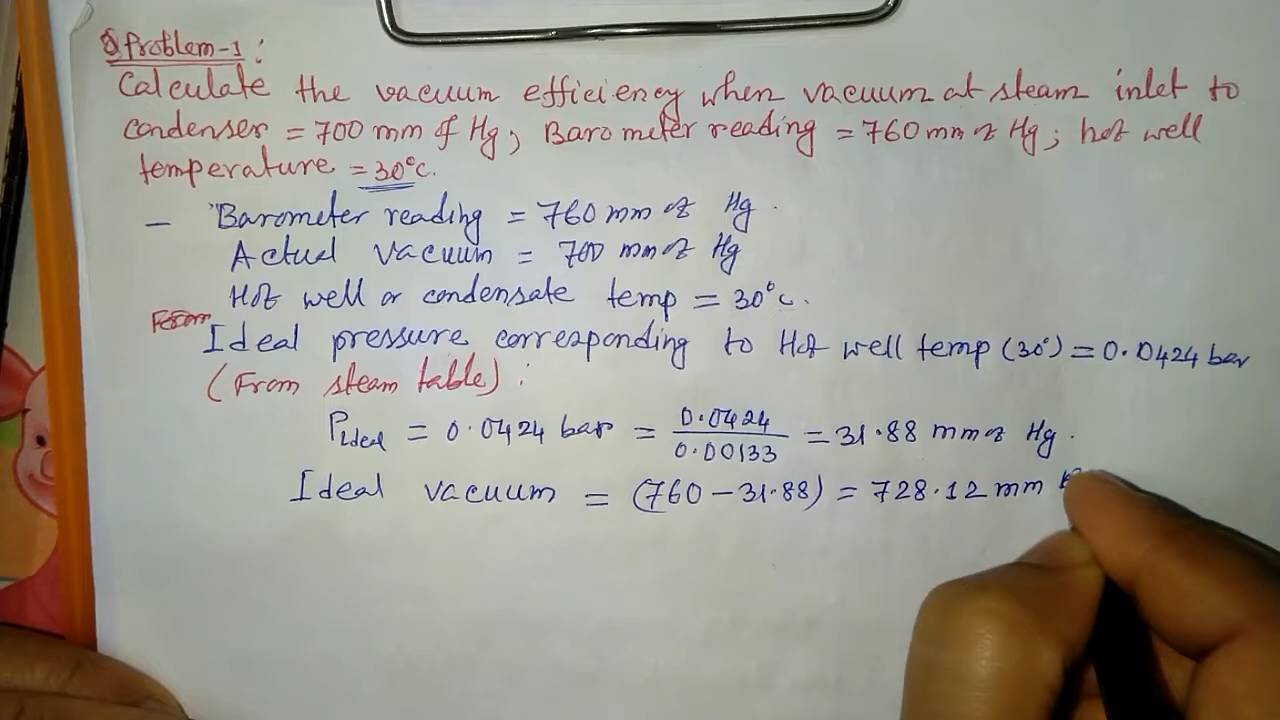 Problem-1:
Calculate the vacuum efficiency when vacuum at steam inlet to
condenser = 700 mm of Hg; Barometer reading = 760 mm of Hg; hot well
temperature = 30°c.
– Barometer reading = 760 mm of Hg.
Actual vacuum = 700 mm of Hg
Hot well or condensate temp = 30°c.
From
Ideal pressure corresponding to Hot well temp (30°) = 0.0424 bar
(From steam table):
Pideal = 0.0424 bar = 0.0424 / 0.00133 = 31.88 mm of Hg.
Ideal vacuum = (760 – 31.88) = 728.12 mm